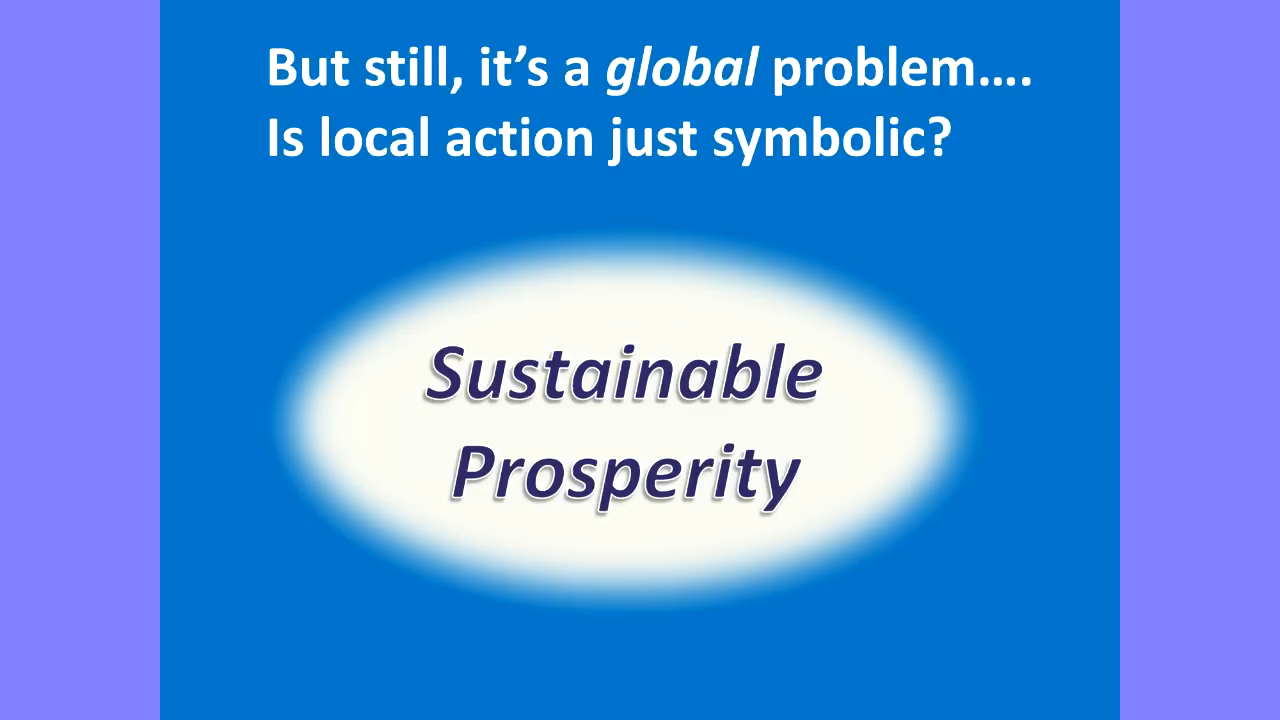 But still, it’s a global problem….
Is local action just symbolic?
Sustainable
Prosperity